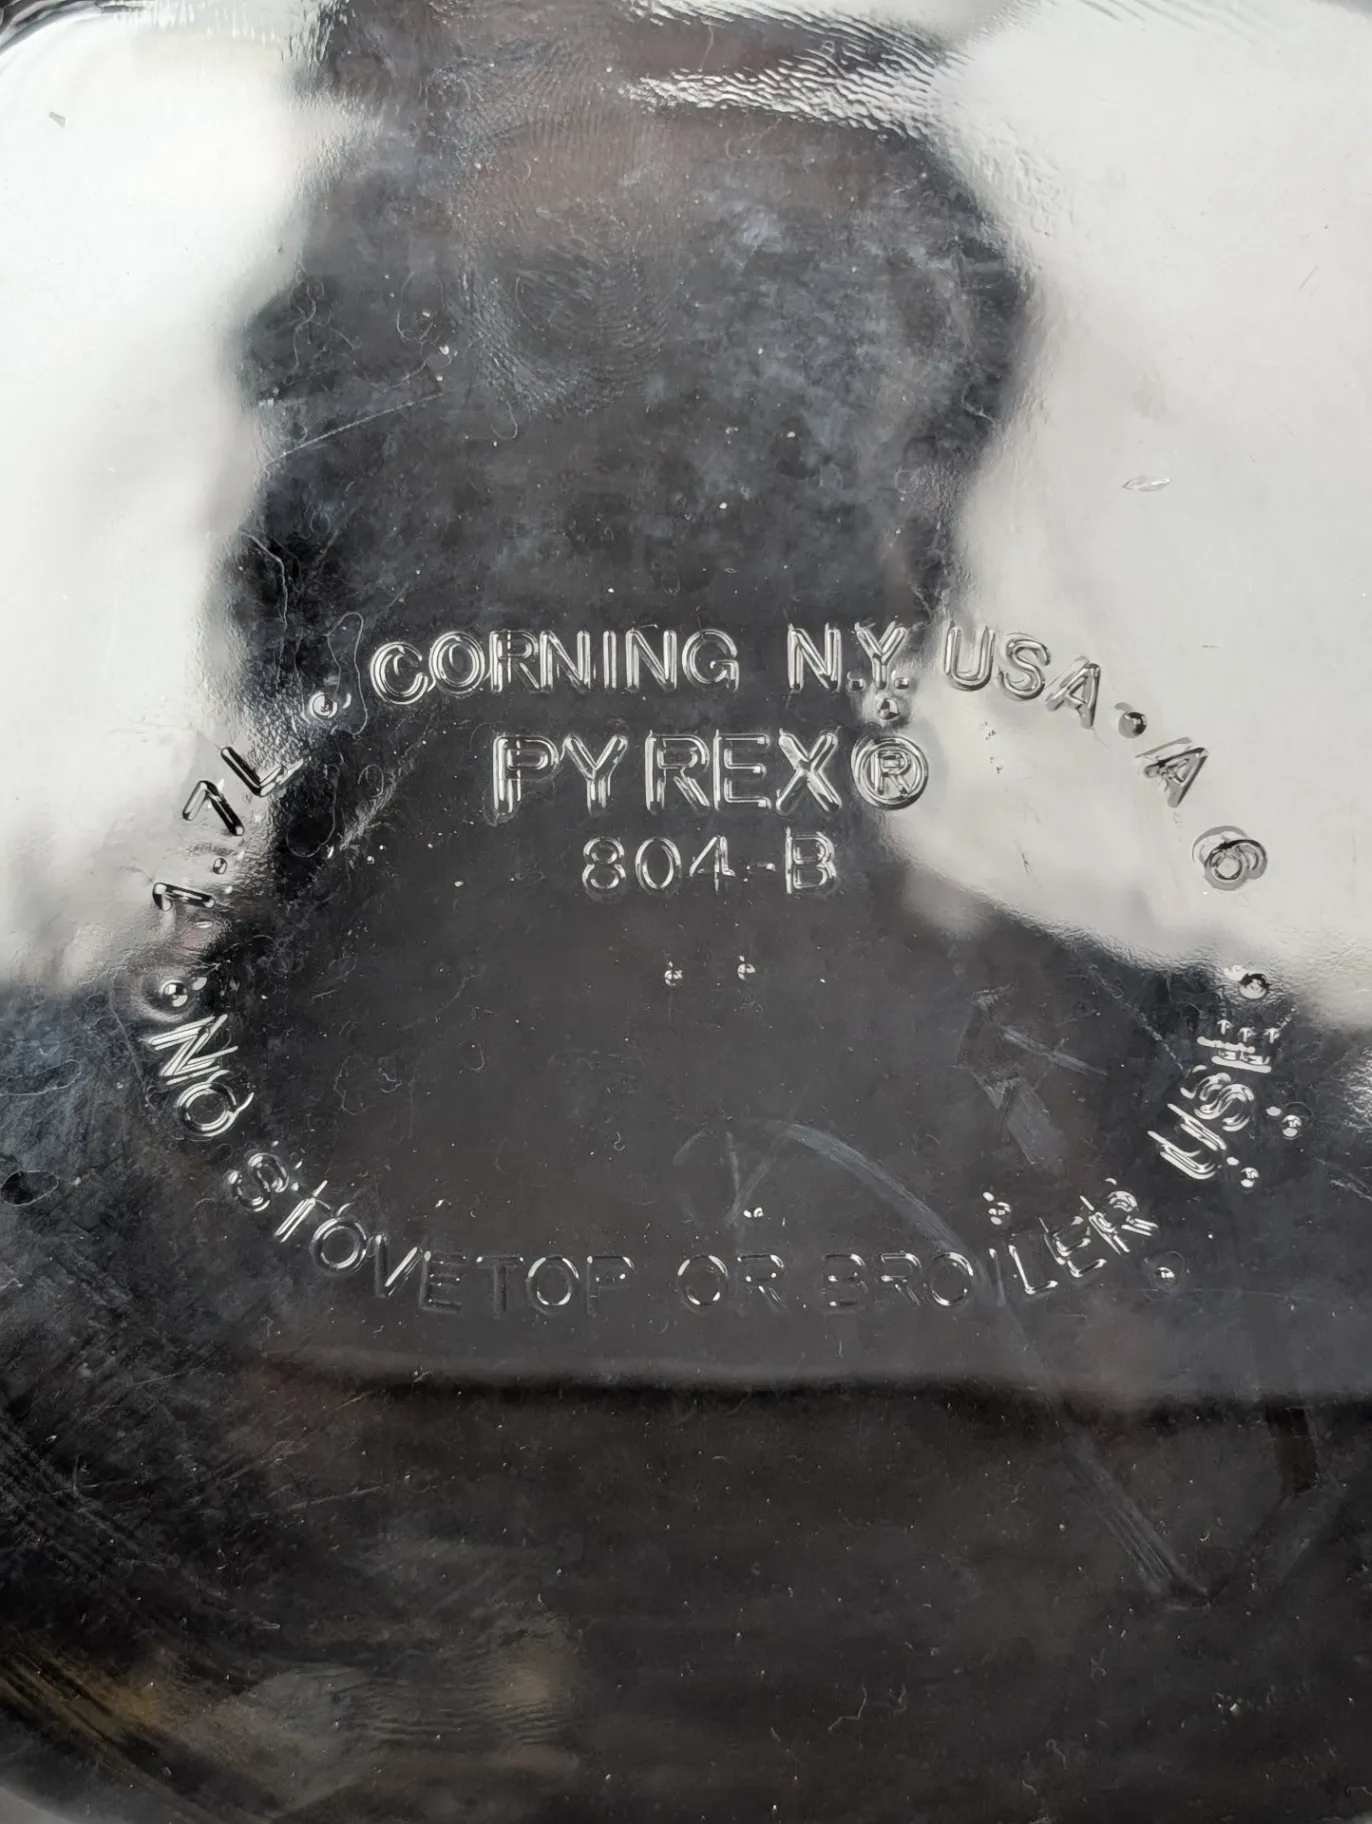 1.7L • CORNING N.Y. USA • A O •
PYREX®
804-B
• NO STOVETOP OR BROILER USE